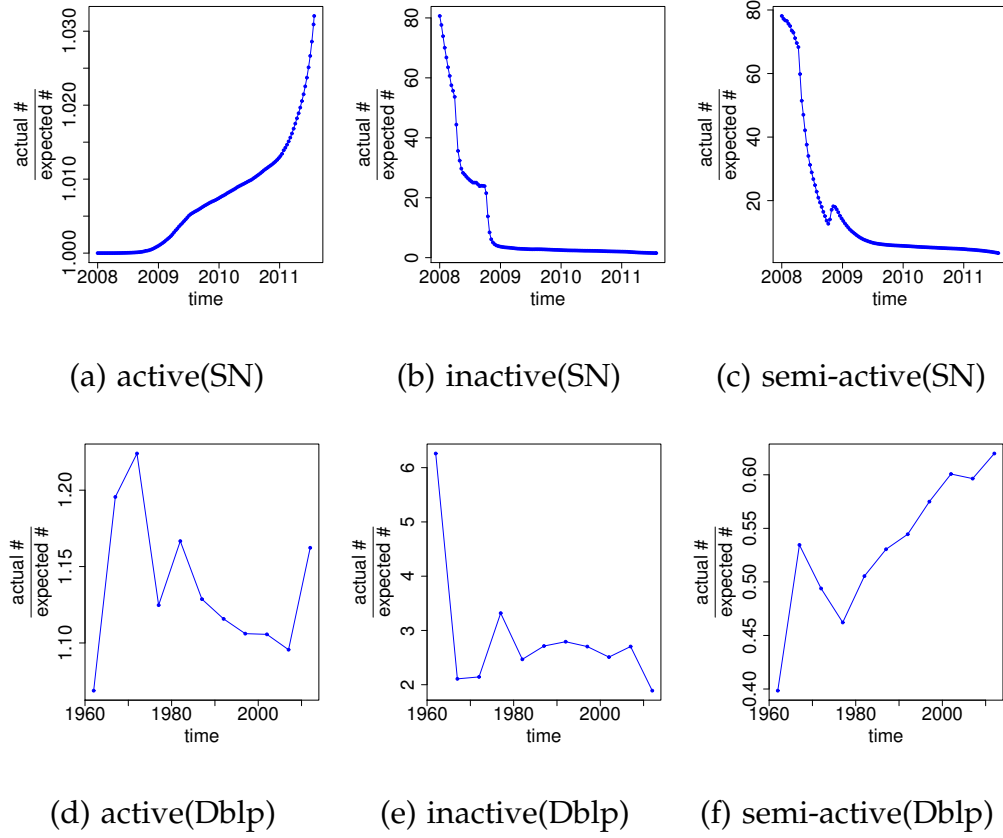 actual #
expected #
1.000
1.010
1.020
1.030
2008
2009
2010
2011
time
(a) active(SN)
actual #
expected #
0
20
40
60
80
2008
2009
2010
2011
time
(b) inactive(SN)
actual #
expected #
20
40
60
80
2008
2009
2010
2011
time
(c) semi-active(SN)
actual #
expected #
1.10
1.15
1.20
1960
1980
2000
time
(d) active(Dblp)
actual #
expected #
2
3
4
5
6
1960
1980
2000
time
(e) inactive(Dblp)
actual #
expected #
0.40
0.45
0.50
0.55
0.60
1960
1980
2000
time
(f) semi-active(Dblp)